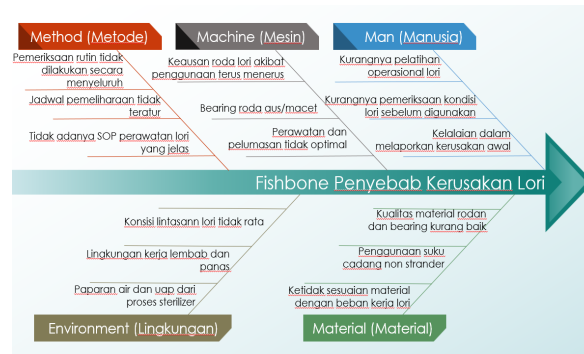 Method (Metode)
Pemeriksaan rutin tidak
dilakukan secara
menyeluruh
Jadwal pemeliharaan tidak
teratur
Tidak adanya SOP perawatan lori
yang jelas
Machine (Mesin)
Keausan roda lori akibat
penggunaan terus menerus
Bearing roda aus/macet
Perawatan dan
pelumasan tidak optimal
Man (Manusia)
Kurangnya pelatihan
operasional lori
Kurangnya pemeriksaan kondisi
lori sebelum digunakan
Kelalaian dalam
melaporkan kerusakan awal
Fishbone Penyebab Kerusakan Lori
Konsisi lintasann lori tidak rata
Lingkungan kerja lembab dan
panas
Paparan air dan uap dari
proses sterilizer
Environment (Lingkungan)
Kualitas material rodan
dan bearing kurang baik
Penggunaan suku
cadang non strander
Ketidak sesuaian material
dengan beban kerja lori
Material (Material)